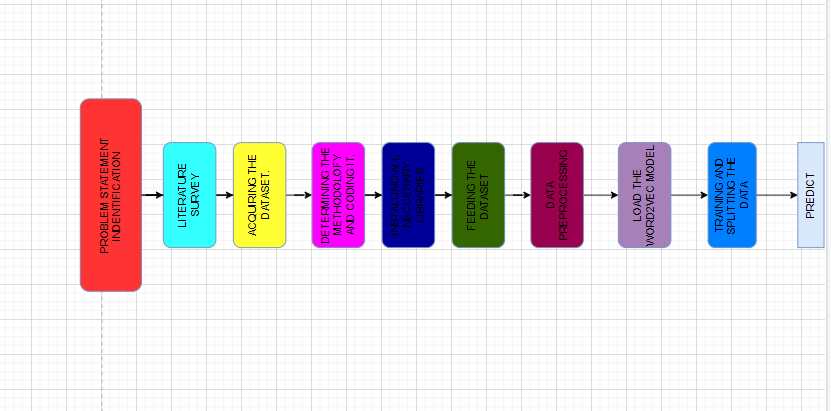 PROBLEM STATEMENT
INDENTIFICATION
LITERATURE
SURVEY.
ACQUIRING THE
DATASET.
DETERMINING THE
METHODOLOFY
AND CODING IT.
NECESSARY
FEEDING THE
DATASET
DATA
PREPROCESSING
LOAD THE
WORD2VEC MODEL
TRAINING AND
SPLITTING THE
DATA
PREDICT